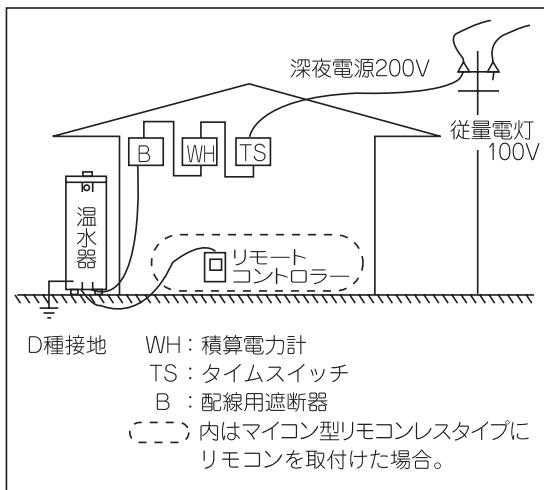 深夜電源200V
従量電灯
100V
B
WH
TS
温水器
リモート
コントローラー
D種接地
WH：積算電力計
TS：タイムスイッチ
B：配線用遮断器
内はマイコン型リモコンレスタイプに
リモコンを取付けた場合。